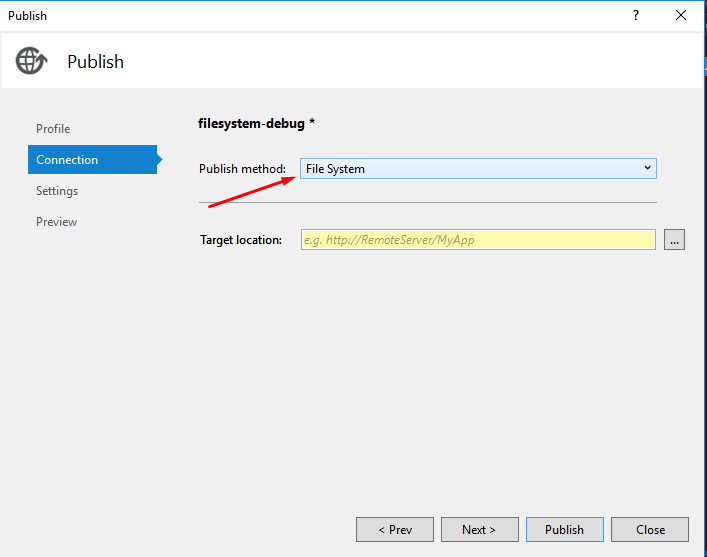 Publish
?
Publish
Profile
Connection
Settings
Preview
filesystem-debug *
Publish method: File System
Target location: e.g. http://RemoteServer/MyApp ...
< Prev Next > Publish Close